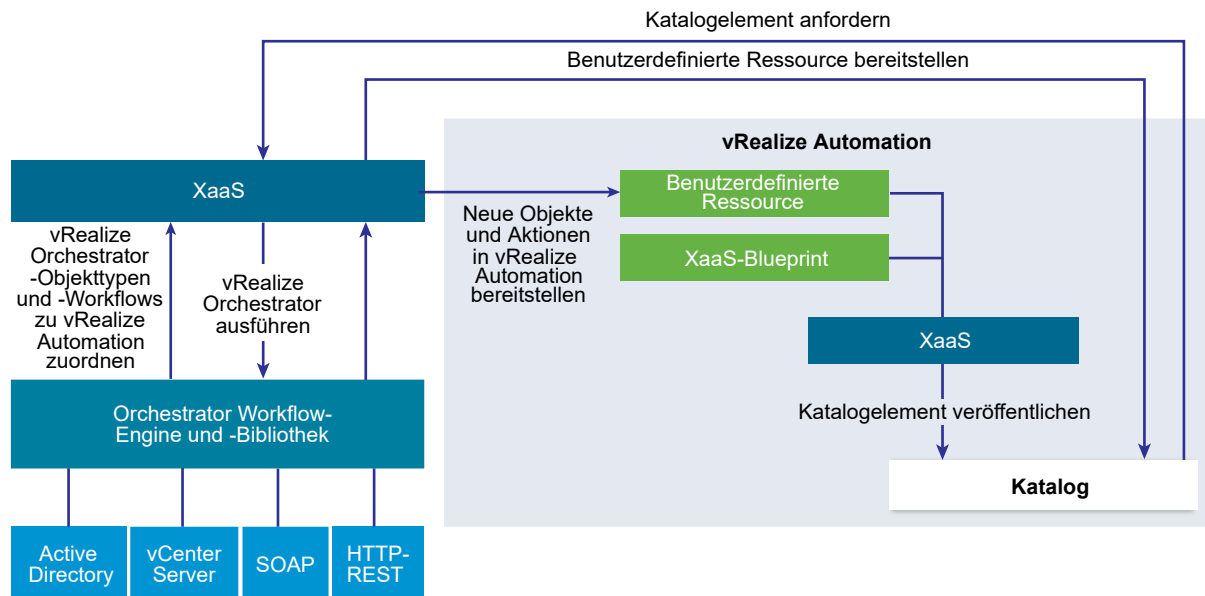 Katalogelement anfordern
Benutzerdefinierte Ressource bereitstellen
vRealize Automation
XaaS
Benutzerdefinierte
Ressource
Neue Objekte
und Aktionen
in vRealize
Automation
bereitstellen
XaaS-Blueprint
vRealize
Orchestrator
-Objekttypen
und -Workflows
zu vRealize
Automation
zuordnen
vRealize
Orchestrator
ausführen
XaaS
Katalogelement veröffentlichen
Orchestrator Workflow-
Engine und -Bibliothek
Katalog
Active
Directory
vCenter
Server
SOAP
HTTP-
REST